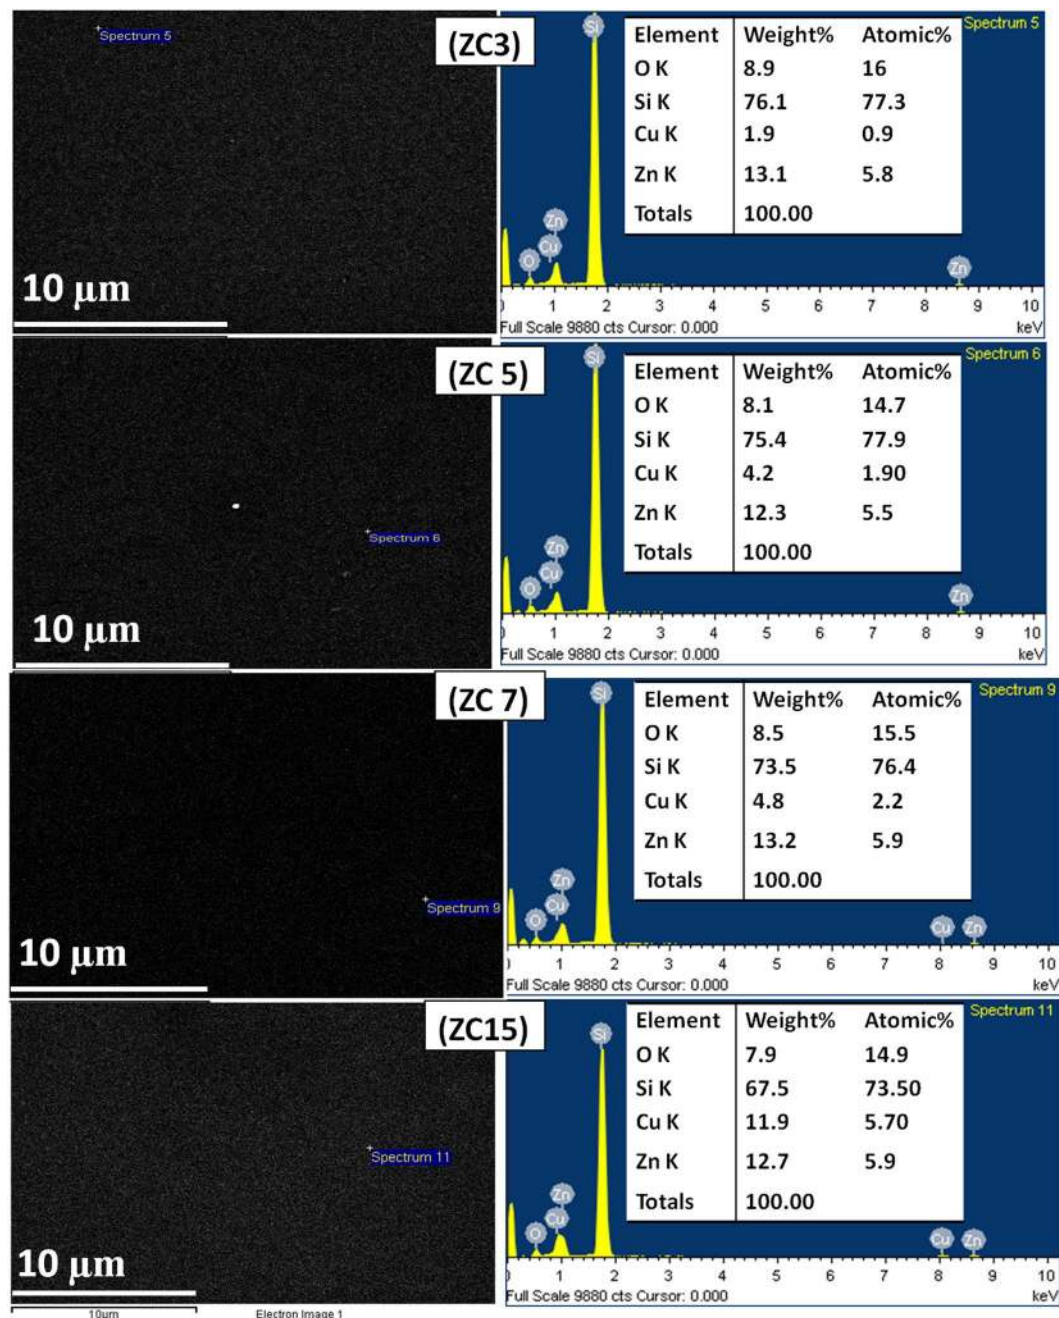 Spectrum 5
(ZC3)
10 µm
Spectrum 5
Si
Element Weight% Atomic%
O K 8.9 16
Si K 76.1 77.3
Cu K 1.9 0.9
Zn K 13.1 5.8
Totals 100.00
Zn
Cu
O
Zn
0 1 2 3 4 5 6 7 8 9 10
Full Scale 9880 cts Cursor: 0.000 keV
(ZC 5)
Spectrum 6
10 µm
Spectrum 6
Si
Element Weight% Atomic%
O K 8.1 14.7
Si K 75.4 77.9
Cu K 4.2 1.90
Zn K 12.3 5.5
Totals 100.00
Zn
Cu
O
Zn
0 1 2 3 4 5 6 7 8 9 10
Full Scale 9880 cts Cursor: 0.000 keV
(ZC 7)
Spectrum 9
10 µm
Spectrum 9
Si
Element Weight% Atomic%
O K 8.5 15.5
Si K 73.5 76.4
Cu K 4.8 2.2
Zn K 13.2 5.9
Totals 100.00
Zn
Cu
O
Cu Zn
1 2 3 4 5 6 7 8 9 10
Full Scale 9880 cts Cursor: 0.000 keV
(ZC15)
Spectrum 11
10 µm
10µm Electron Image 1
Spectrum 11
Si
Element Weight% Atomic%
O K 7.9 14.9
Si K 67.5 73.50
Cu K 11.9 5.70
Zn K 12.7 5.9
Totals 100.00
Zn
Cu
O
Cu Zn
0 1 2 3 4 5 6 7 8 9 10
Full Scale 9880 cts Cursor: 0.000 keV